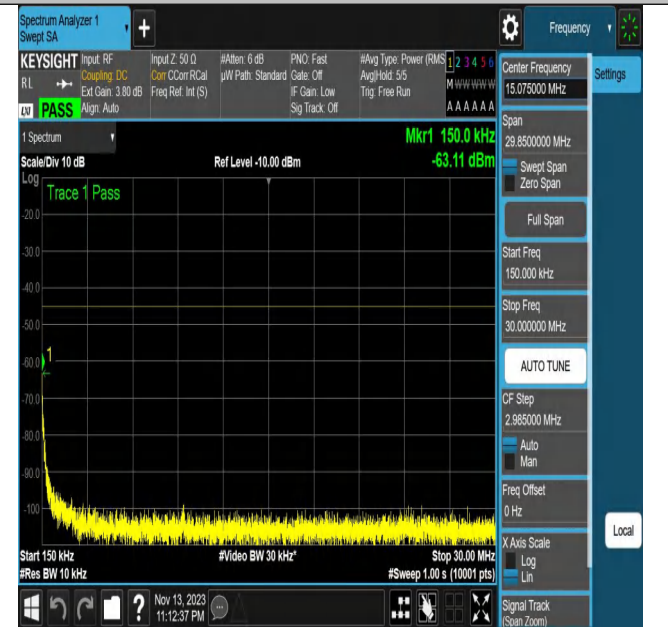 Spectrum Analyzer 1
Swept SA
+
Frequency
KEYSIGHT
RL
LXI
PASS
Input: RF
Coupling: DC
Ext Gain: 3.80 dB
Align: Auto
Input Z: 50 Ω
Corr CCorr RCal
Freq Ref: Int (S)
#Atten: 6 dB
µW Path: Standard
PNO: Fast
Gate: Off
IF Gain: Low
Sig Track: Off
#Avg Type: Power (RMS
Avg|Hold: 5/5
Trig: Free Run
1 2 3 4 5 6
M W W W W W
A A A A A A
Center Frequency
15.075000 MHz
Settings
1 Spectrum
Mkr1 150.0 kHz
Scale/Div 10 dB
Ref Level -10.00 dBm
-63.11 dBm
Log
Trace 1 Pass
-20.0
-30.0
-40.0
-50.0
-60.0
-70.0
-80.0
-90.0
-100
1
Start 150 kHz
#Video BW 30 kHz*
Stop 30.00 MHz
#Res BW 10 kHz
#Sweep 1.00 s (10001 pts)
Span
29.8500000 MHz
Swept Span
Zero Span
Full Span
Start Freq
150.000 kHz
Stop Freq
30.000000 MHz
AUTO TUNE
CF Step
2.985000 MHz
Auto
Man
Freq Offset
0 Hz
X Axis Scale
Log
Lin
Signal Track
(Span Zoom)
Local
?
Nov 13, 2023
11:12:37 PM